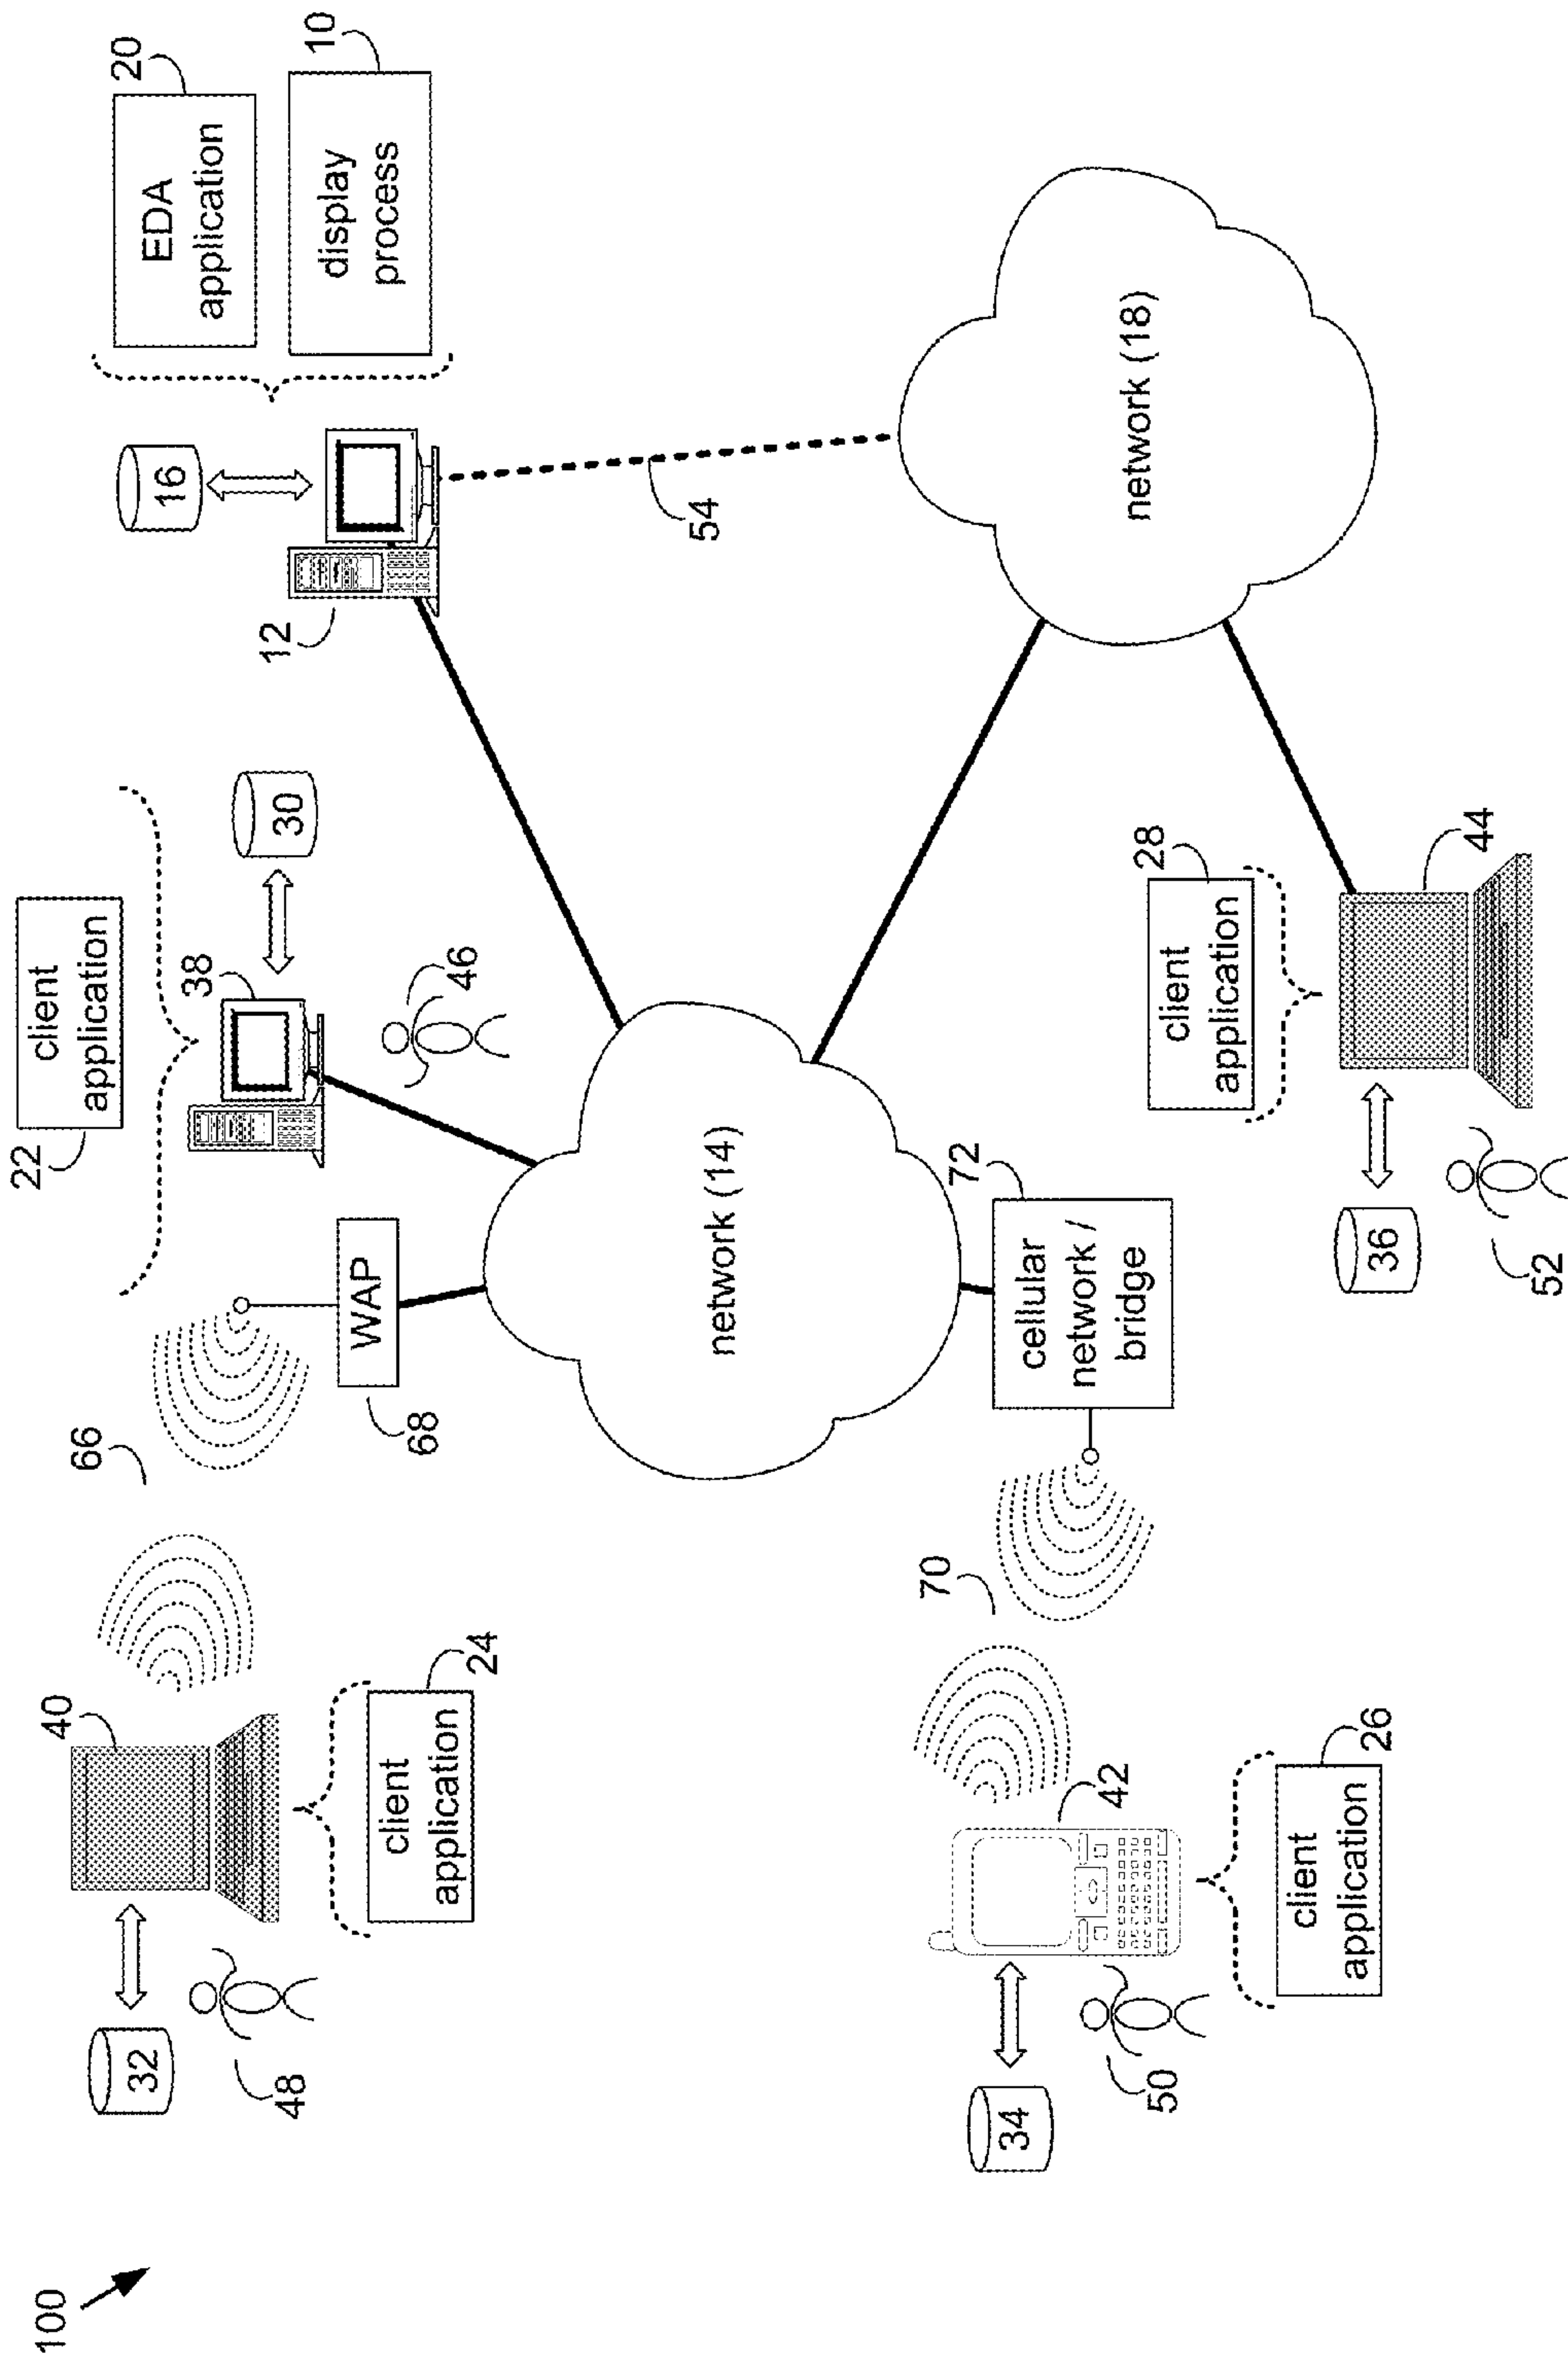 100
22
client
application
38
30
16
20
EDA
application
10
display
process
12
46
40
66
32
48
24
client
application
WAP
68
network (14)
54
network (18)
70
72
cellular
network /
bridge
28
client
application
44
34
50
42
26
client
application
36
52